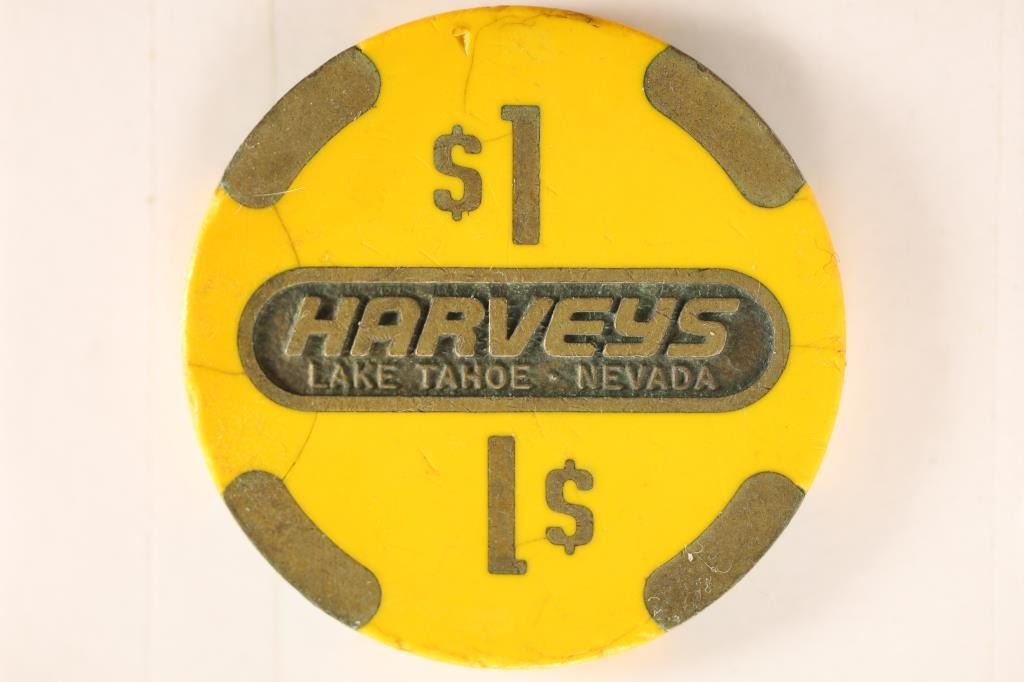 $1
HARVEYS
LAKE TAHOE · NEVADA
$1